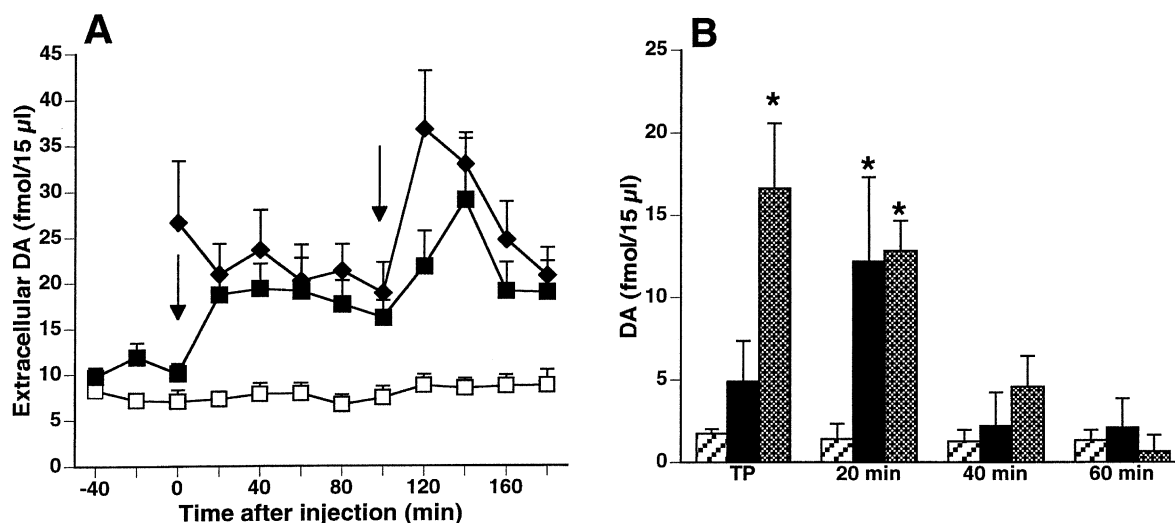 A
Extracellular DA (fmol/15 µl)
45
40
35
30
25
20
15
10
5
0
-40 0 40 80 120 160
Time after injection (min)
B
DA (fmol/15 µl)
25
20
15
10
5
0
*
*
*
TP 20 min 40 min 60 min